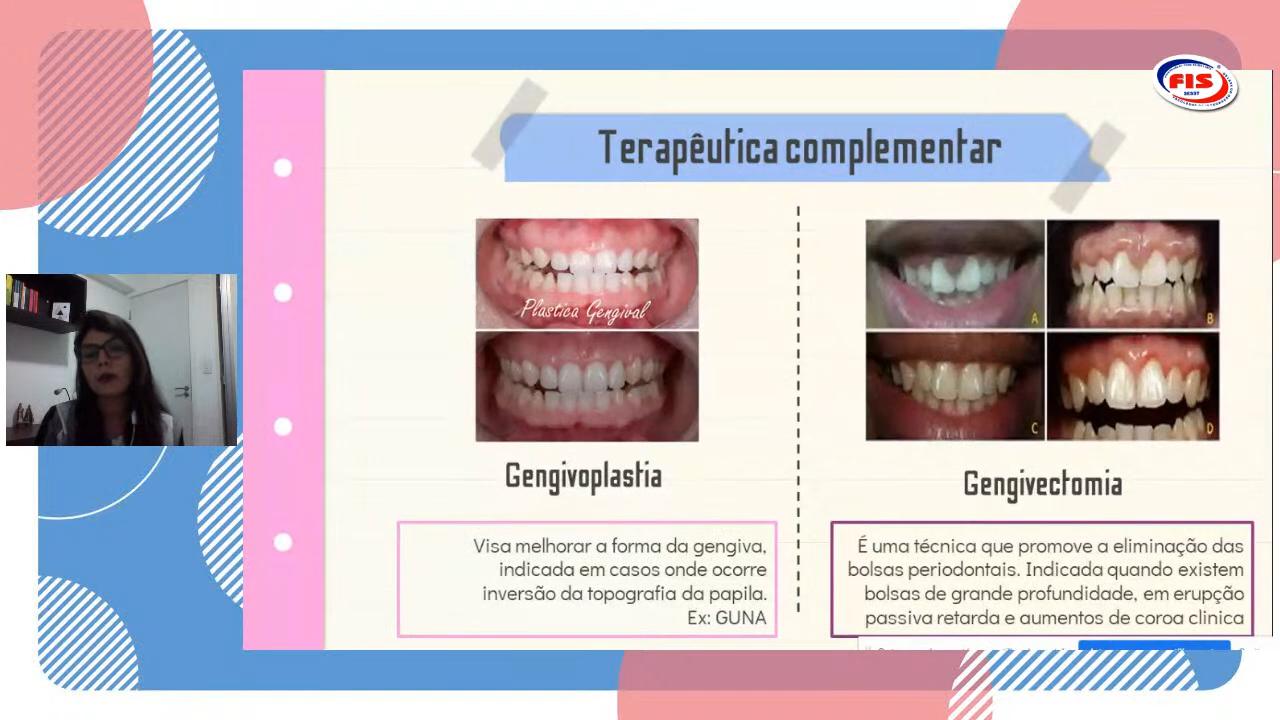 FIS
SESST
Terapêutica complementar
Plastica Gengival
A
B
C
D
Gengivoplastia
Gengivectomia
Visa melhorar a forma da gengiva,
indicada em casos onde ocorre
inversão da topografia da papila.
Ex: GUNA
É uma técnica que promove a eliminação das
bolsas periodontais. Indicada quando existem
bolsas de grande profundidade, em erupção
passiva retarda e aumentos de coroa clinica